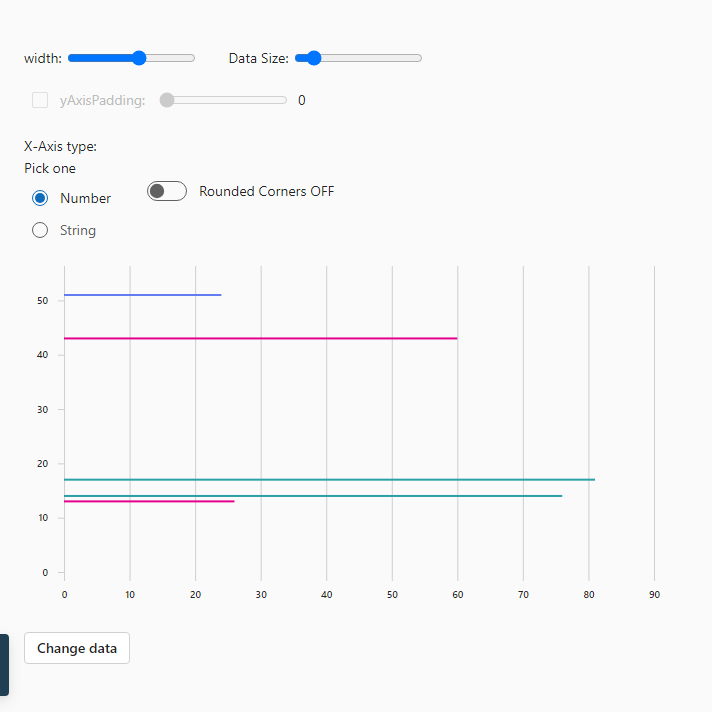 width: Data Size:
yAxisPadding: 0
X-Axis type:
Pick one
Number Rounded Corners OFF
String
50
40
30
20
10
0
0 10 20 30 40 50 60 70 80 90
Change data